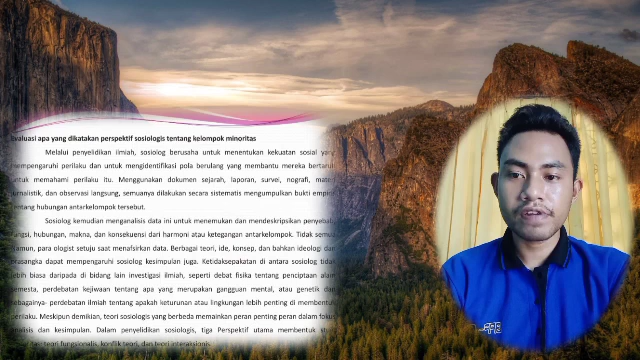 Evaluasi apa yang dikatakan perspektif sosiologis tentang kelompok minoritas
Melalui penyelidikan ilmiah, sosiolog berusaha untuk menentukan kekuatan sosial yang
mempengaruhi perilaku dan untuk mengidentifikasi pola berulang yang membantu mereka bertaruh
untuk memahami perilaku itu. Menggunakan dokumen sejarah, laporan, survei, nografi, materi
jurnalistik, dan observasi langsung, semuanya dilakukan secara sistematis mengumpulkan bukti empiris
tentang hubungan antarkelompok tersebut.
Sosiolog kemudian menganalisis data ini untuk menemukan dan mendeskripsikan penyebab,
fungsi, hubungan, makna, dan konsekuensi dari harmoni atau ketegangan antarkelompok. Tidak semua
Namun, para ologist setuju saat menafsirkan data. Berbagai teori, ide, konsep, dan bahkan ideologi dan
prasangka dapat mempengaruhi sosiolog kesimpulan juga. Ketidaksepakatan di antara sosiolog tidak
lebih biasa daripada di bidang lain investigasi ilmiah, seperti debat fisika tentang penciptaan alam
semesta, perdebatan kejiwaan tentang apa yang merupakan gangguan mental, atau genetik dan
sebagainya- perdebatan ilmiah tentang apakah keturunan atau lingkungan lebih penting di membentuk
perilaku. Meskipun demikian, teori sosiologis yang berbeda memainkan peran penting peran dalam fokus
analisis dan kesimpulan. Dalam penyelidikan sosiologis, tiga Perspektif utama membentuk studi
teori fungsionalis, konflik teori, dan teori interaksionis.